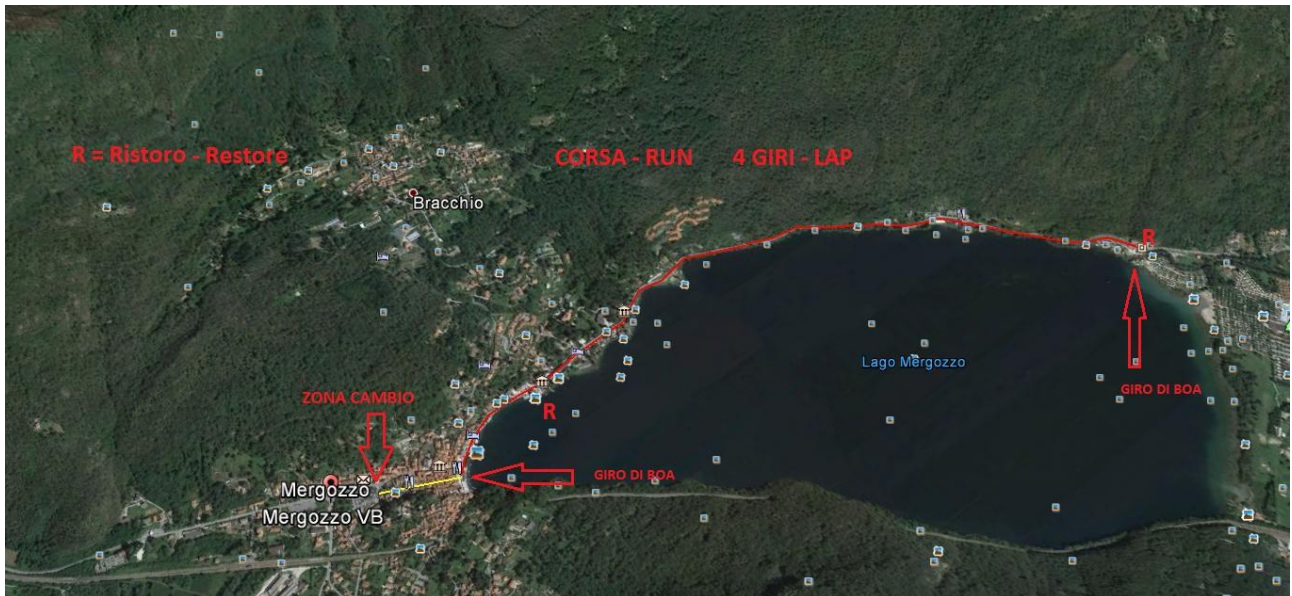 R = Ristoro - Restore
CORSA - RUN 4 GIRI - LAP
Bracchio
R
Lago Mergozzo
GIRO DI BOA
ZONA CAMBIO
R
GIRO DI BOA
Mergozzo
Mergozzo VB